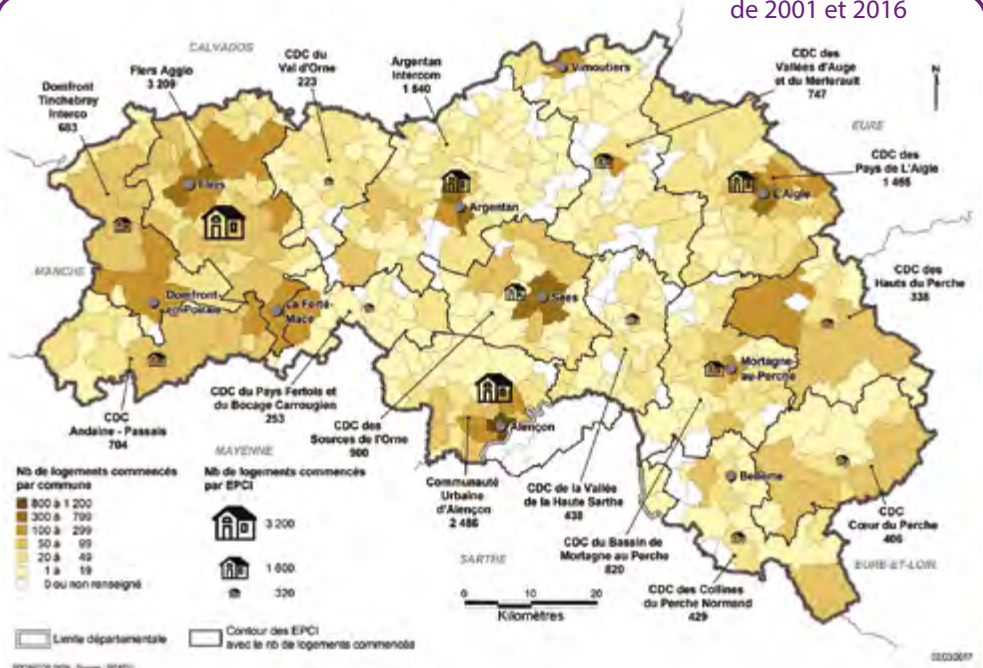 de 2001 et 2016
CALVADOS
CDC du
Val d'Orne
223
Flers Agglo
3 209
Domfront
Tinchebray
Interco
683
Argentan
Intercom
1 640
Vimoutiers
CDC des
Vallées d'Auge
et du Merlerault
747
N
EURE
CDC des
Pays de L'Aigle
1 466
Flers
Argentan
L'Aigle
MANCHE
CDC des
Hauts du Perche
338
Domfront
en-Poiraie
La Ferté-
Macé
Sées
Mortagne
au-Perche
CDC
Andaine - Passais
704
CDC du Pays Fertois et
du Bocage Carrougien
253
MAYENNE
CDC des
Sources de l'Orne
900
Alençon
Communauté
Urbaine
d'Alençon
2 486
CDC de la Vallée
de la Haute Sarthe
438
Bellême
CDC
Cœur du Perche
406
SARTHE
CDC du Bassin de
Mortagne au Perche
820
EURE-ET-LOIR
CDC des Collines
du Perche Normand
429
Nb de logements commencés
par commune
800 à 1 200
300 à 799
100 à 299
50 à 99
20 à 49
1 à 19
0 ou non renseigné
Nb de logements commencés
par EPCI
3 200
1 600
320
0 10 20
Kilomètres
Limite départementale
Contour des EPCI
avec le nb de logements commencés
02/03/2017